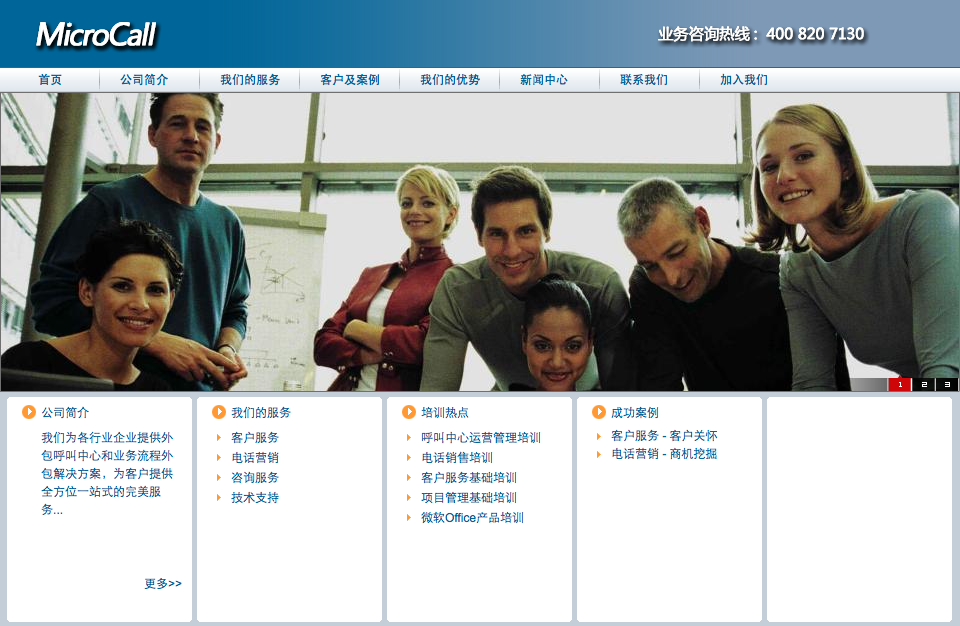 MicroCall
业务咨询热线：400 820 7130
首页 公司简介 我们的服务 客户及案例 我们的优势 新闻中心 联系我们 加入我们
1 2 3
公司简介
我们为各行业企业提供外
包呼叫中心和业务流程外
包解决方案，为客户提供
全方位一站式的完美服
务...
更多>>
我们的服务
客户服务
电话营销
咨询服务
技术支持
培训热点
呼叫中心运营管理培训
电话销售培训
客户服务基础培训
项目管理基础培训
微软Office产品培训
成功案例
客户服务 - 客户关怀
电话营销 - 商机挖掘